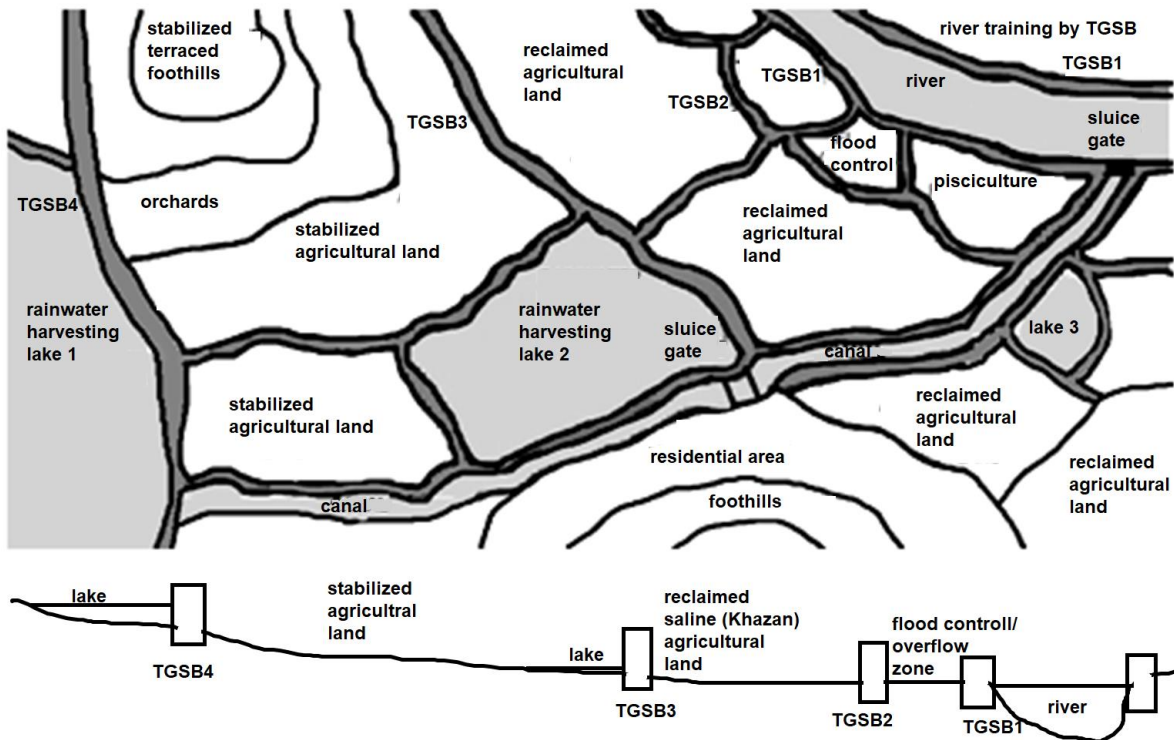 stabilized
terraced
foothills
reclaimed
agricultural
land
river training by TGSB
TGSB1
TGSB1
river
TGSB2
TGSB3
sluice
gate
flood
control
pisciculture
TGSB4
orchards
stabilized
agricultural land
reclaimed
agricultural
land
rainwater
harvesting
lake 1
rainwater
harvesting
lake 2
sluice
gate
lake 3
canal
stabilized
agricultural land
reclaimed
agricultural
land
residential area
reclaimed
agricultural
land
foothills
canal
lake
stabilized
agricultral
land
reclaimed
saline (Khazan)
agricultural
land
flood controll/
overflow
zone
lake
TGSB4
river
TGSB3
TGSB2
TGSB1